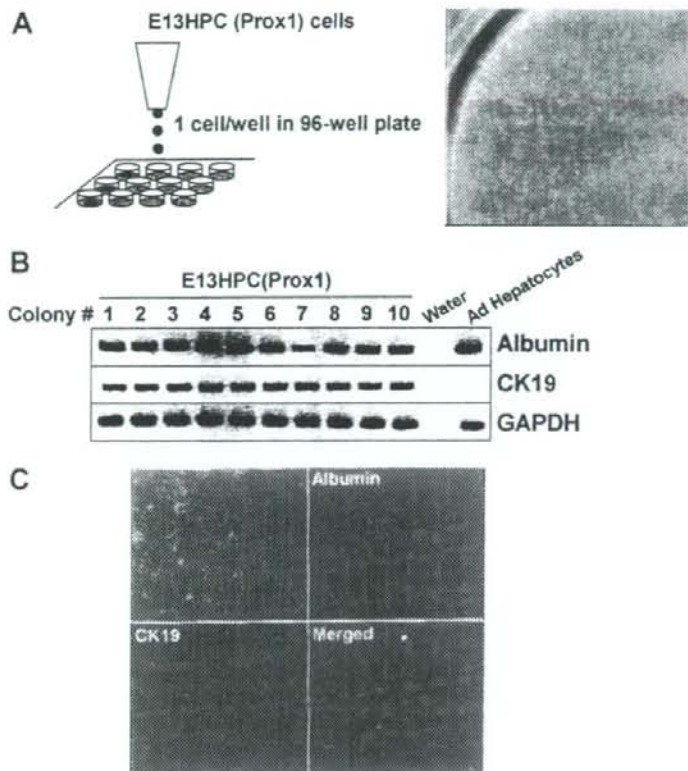 A
E13HPC (Prox1) cells
1 cell/well in 96-well plate
B
E13HPC(Prox1)
Colony # 1 2 3 4 5 6 7 8 9 10 Water Ad Hepatocytes
Albumin
CK19
GAPDH
C
Albumin
CK19 Merged